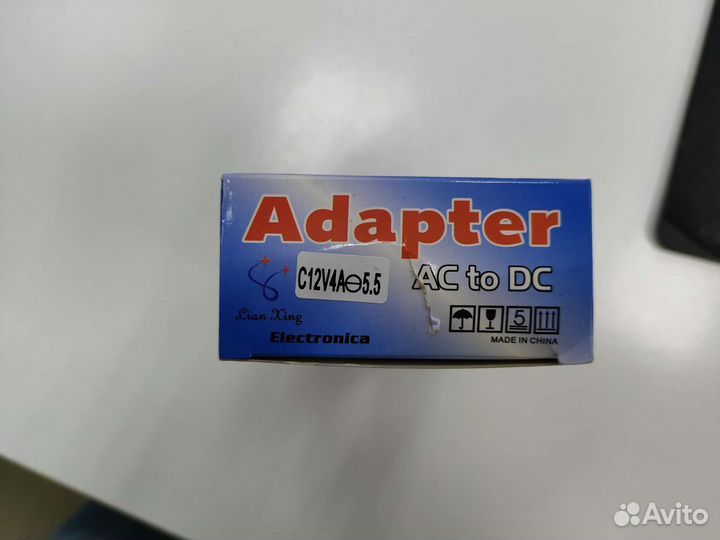 Adapter
C12V4A⊖5.5
AC to DC
Lian Xing
Electronica
5
MADE IN CHINA
Avito